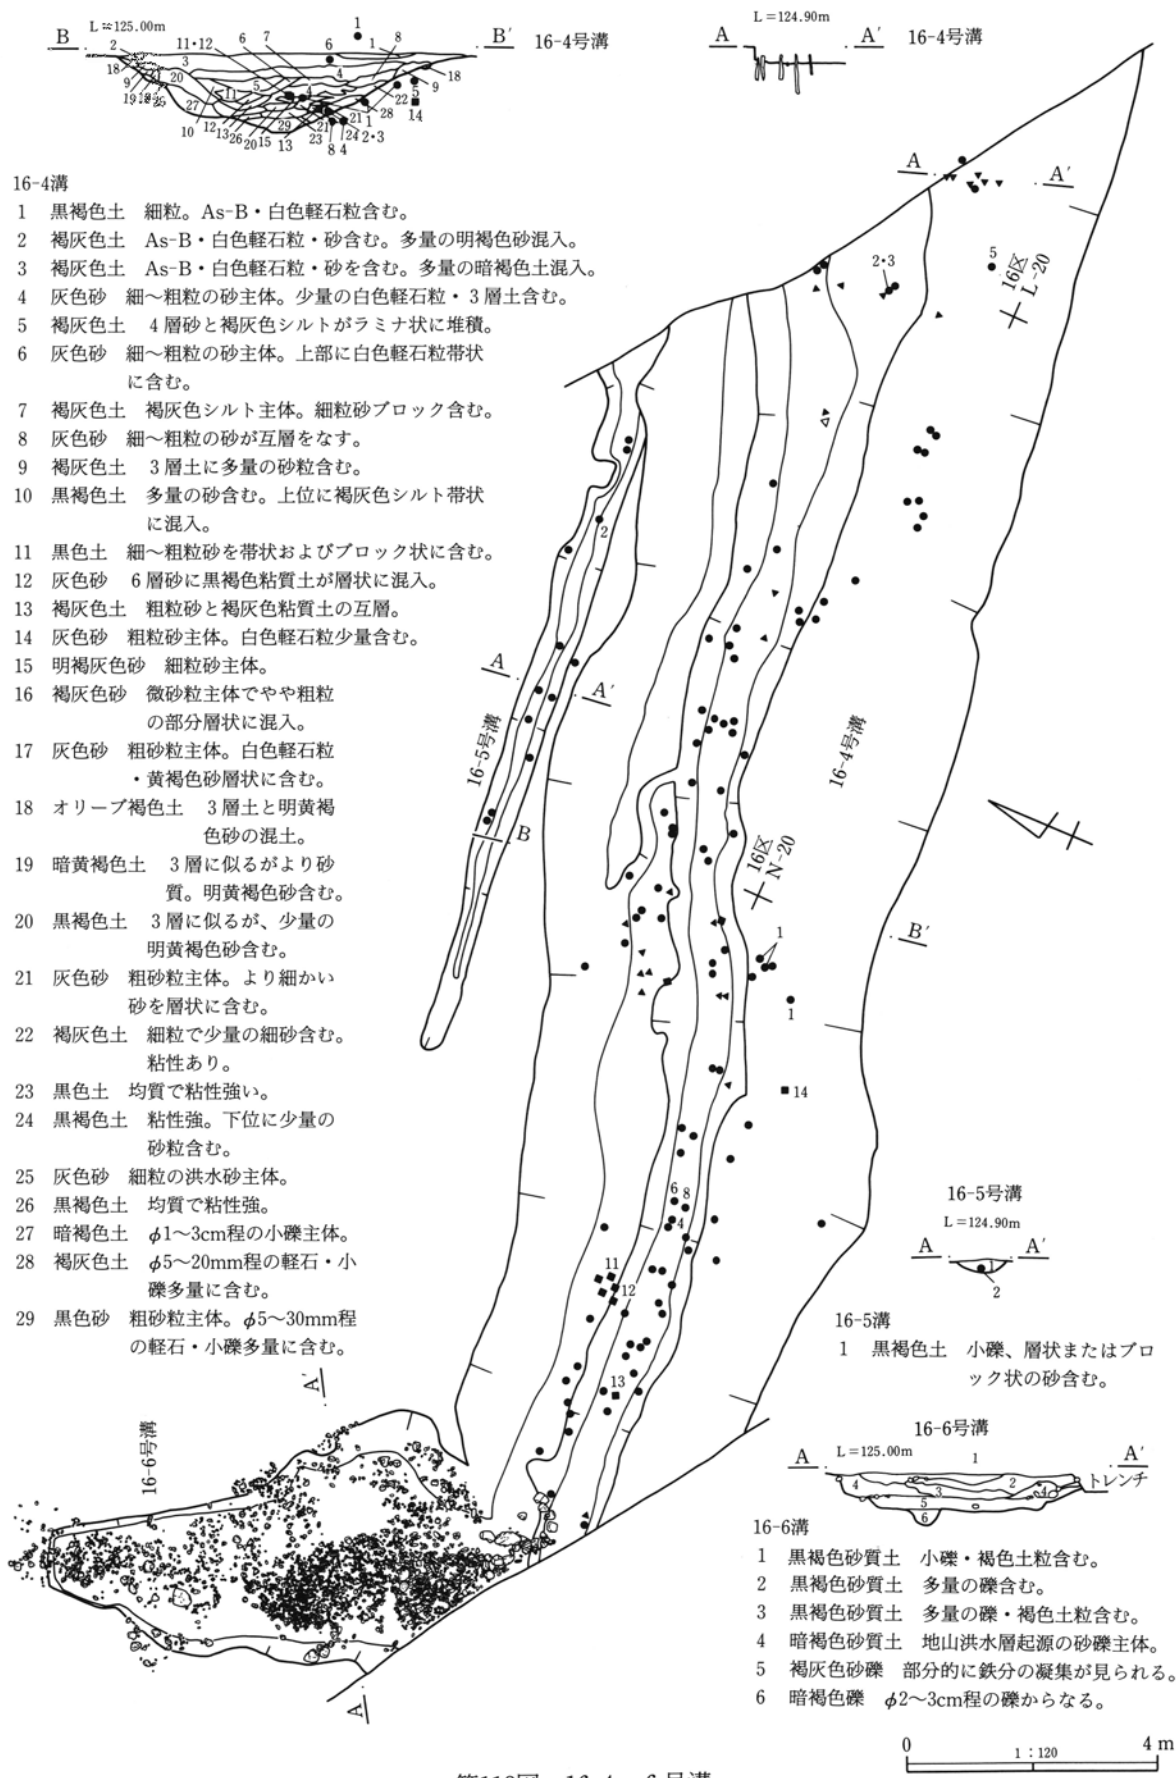 B L=125.00m B′ 16-4号溝
A L=124.90m A′ 16-4号溝
16-4溝
1 黒褐色土 細粒。As-B・白色軽石粒含む。
2 褐灰色土 As-B・白色軽石粒・砂含む。多量の明褐色砂混入。
3 褐灰色土 As-B・白色軽石粒・砂を含む。多量の暗褐色土混入。
4 灰色砂 細～粗粒の砂主体。少量の白色軽石粒・3層土含む。
5 褐灰色土 4層砂と褐灰色シルトがラミナ状に堆積。
6 灰色砂 細～粗粒の砂主体。上部に白色軽石粒帯状
に含む。
7 褐灰色土 褐灰色シルト主体。細粒砂ブロック含む。
8 灰色砂 細～粗粒の砂が互層をなす。
9 褐灰色土 3層土に多量の砂粒含む。
10 黒褐色土 多量の砂含む。上位に褐灰色シルト帯状
に混入。
11 黒色土 細～粗粒砂を帯状およびブロック状に含む。
12 灰色砂 6層砂に黒褐色粘質土が層状に混入。
13 褐灰色土 粗粒砂と褐灰色粘質土の互層。
14 灰色砂 粗粒砂主体。白色軽石粒少量含む。
15 明褐灰色砂 細粒砂主体。
16 褐灰色砂 微砂粒主体でやや粗粒
の部分層状に混入。
17 灰色砂 粗砂粒主体。白色軽石粒
・黄褐色砂層状に含む。
18 オリーブ褐色土 3層土と明黄褐
色砂の混土。
19 暗黄褐色土 3層に似るがより砂
質。明黄褐色砂含む。
20 黒褐色土 3層に似るが、少量の
明黄褐色砂含む。
21 灰色砂 粗砂粒主体。より細かい
砂を層状に含む。
22 褐灰色土 細粒で少量の細砂含む。
粘性あり。
23 黒色土 均質で粘性強い。
24 黒褐色土 粘性強。下位に少量の
砂粒含む。
25 灰色砂 細粒の洪水砂主体。
26 黒褐色土 均質で粘性強。
27 暗褐色土 φ1～3cm程の小礫主体。
28 褐灰色土 φ5～20mm程の軽石・小
礫多量に含む。
29 黒色砂 粗砂粒主体。φ5～30mm程
の軽石・小礫多量に含む。
A A′
5
16区
L-20
2・3
2
A A′
16-5号溝
B
16-4号溝
16区
N-20
B′
1
1
14
6 8
4
11
12
13
A′
16-6号溝
A
16-5号溝
L=124.90m
A A′
1
2
16-5溝
1 黒褐色土 小礫、層状またはブロ
ック状の砂含む。
16-6号溝
A L=125.00m 1 A′
トレンチ
4 3 2 4
5
6
16-6溝
1 黒褐色砂質土 小礫・褐色土粒含む。
2 黒褐色砂質土 多量の礫含む。
3 黒褐色砂質土 多量の礫・褐色土粒含む。
4 暗褐色砂質土 地山洪水層起源の砂礫主体。
5 褐灰色砂礫 部分的に鉄分の凝集が見られる。
6 暗褐色礫 φ2～3cm程の礫からなる。
0 1：120 4 m